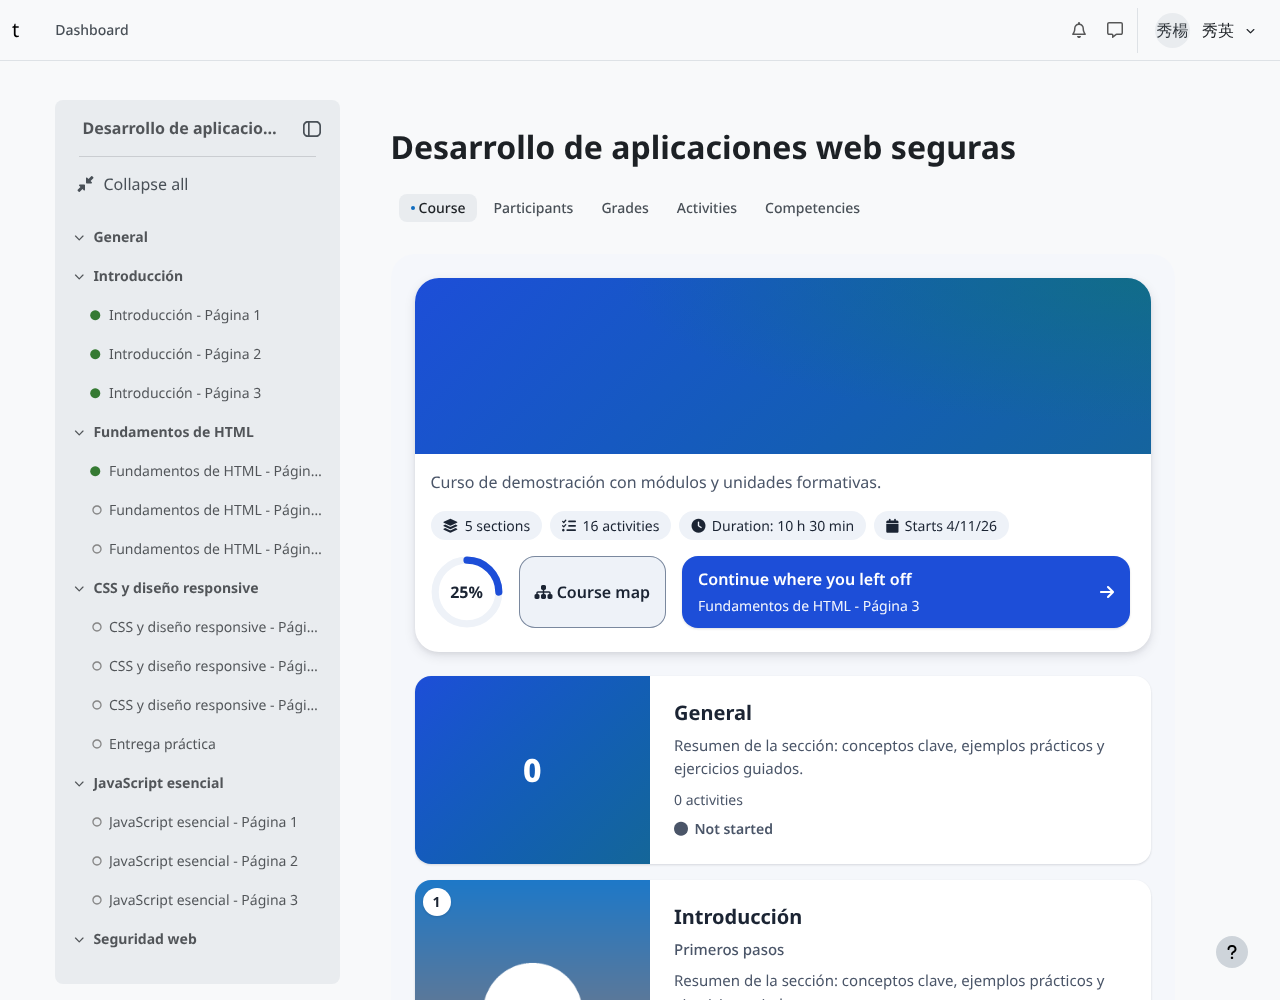 t
Dashboard
秀楊
秀英
Desarrollo de aplicacio...
Collapse all
General
Introducción
Introducción - Página 1
Introducción - Página 2
Introducción - Página 3
Fundamentos de HTML
Fundamentos de HTML - Págin...
Fundamentos de HTML - Págin...
Fundamentos de HTML - Págin...
CSS y diseño responsive
CSS y diseño responsive - Pági...
CSS y diseño responsive - Pági...
CSS y diseño responsive - Pági...
Entrega práctica
JavaScript esencial
JavaScript esencial - Página 1
JavaScript esencial - Página 2
JavaScript esencial - Página 3
Seguridad web
Desarrollo de aplicaciones web seguras
Course
Participants
Grades
Activities
Competencies
Curso de demostración con módulos y unidades formativas.
5 sections
16 activities
Duration: 10 h 30 min
Starts 4/11/26
25%
Course map
Continue where you left off
Fundamentos de HTML - Página 3
0
General
Resumen de la sección: conceptos clave, ejemplos prácticos y
ejercicios guiados.
0 activities
Not started
1
Introducción
Primeros pasos
Resumen de la sección: conceptos clave, ejemplos prácticos y
?